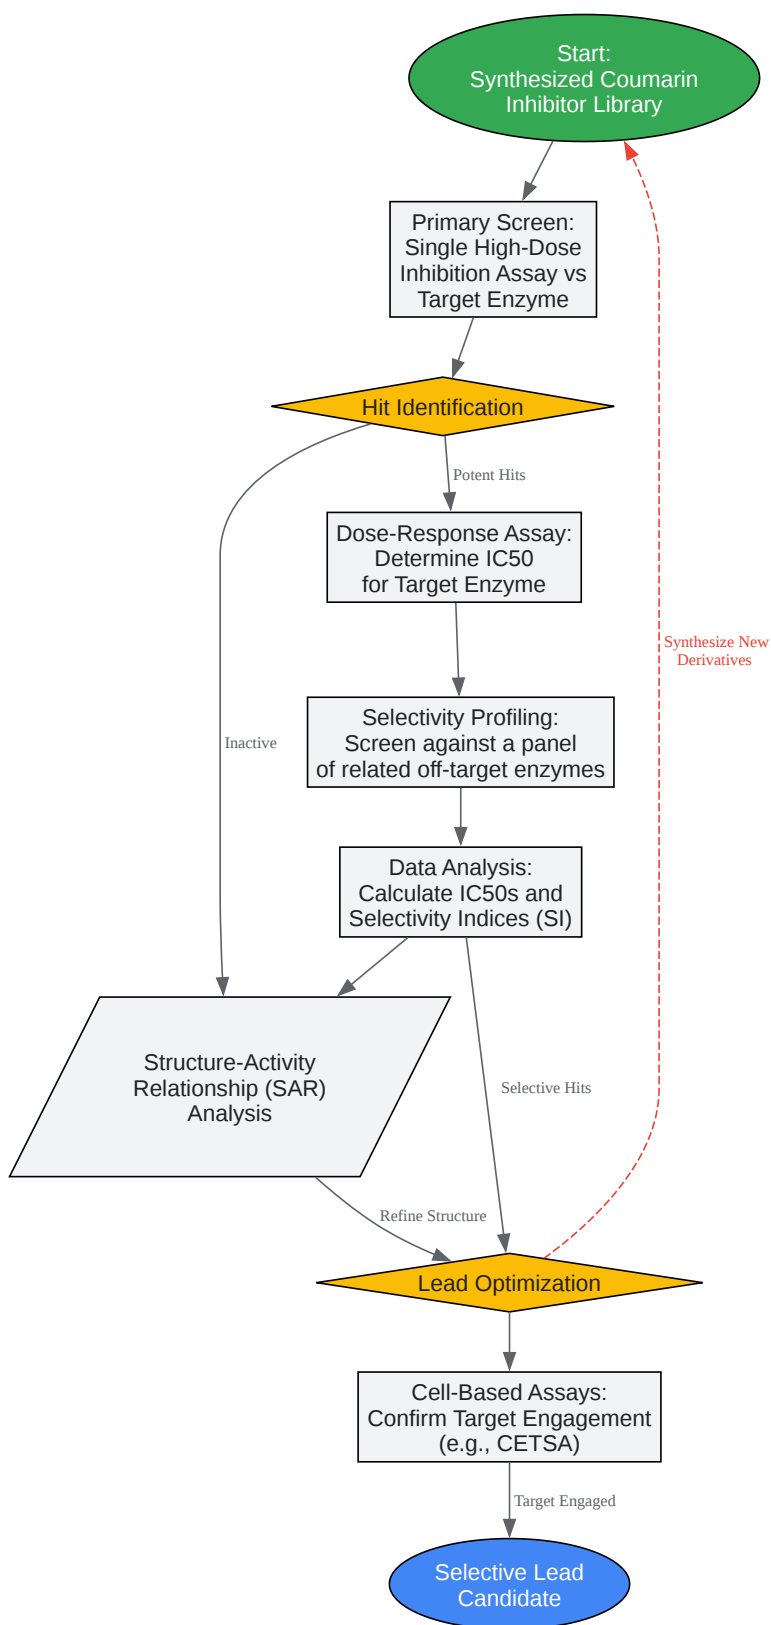 Start:
Synthesized Coumarin
Inhibitor Library
Primary Screen:
Single High-Dose
Inhibition Assay vs
Target Enzyme
Hit Identification
Potent Hits
Dose-Response Assay:
Determine IC50
for Target Enzyme
Synthesize New
Derivatives
Selectivity Profiling:
Screen against a panel
of related off-target enzymes
Inactive
Data Analysis:
Calculate IC50s and
Selectivity Indices (SI)
Structure-Activity
Relationship (SAR)
Analysis
Selective Hits
Refine Structure
Lead Optimization
Cell-Based Assays:
Confirm Target Engagement
(e.g., CETSA)
Target Engaged
Selective Lead
Candidate